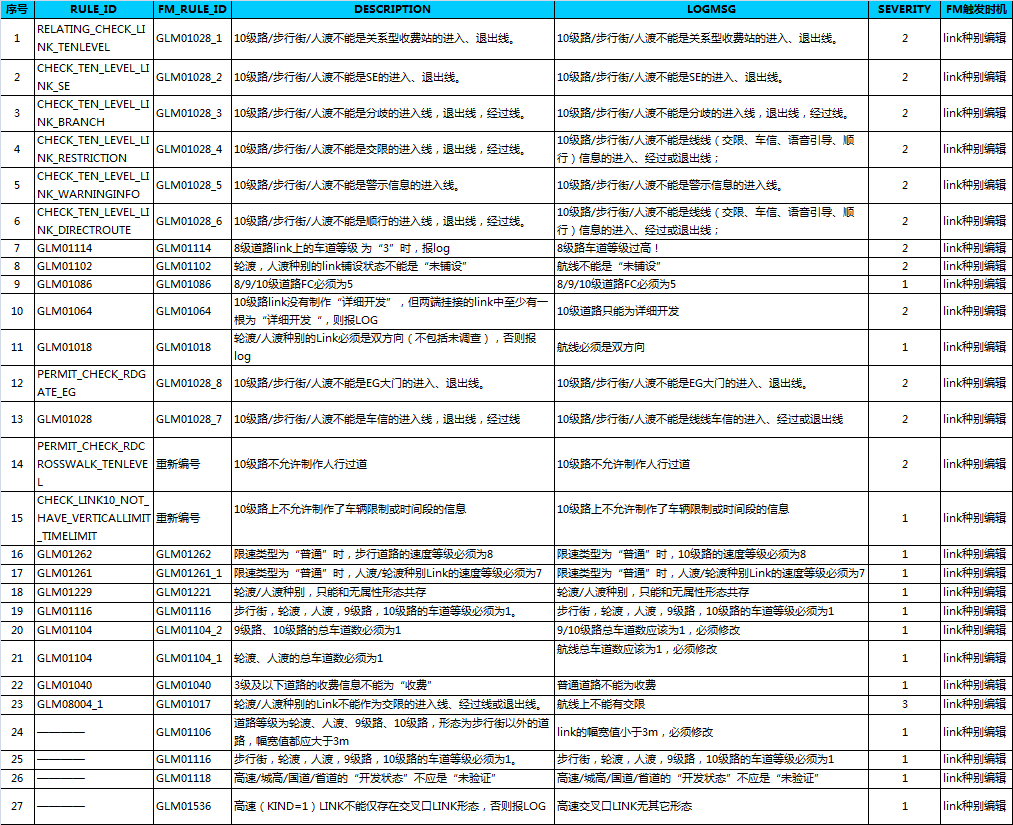 序号 RULE_ID FM_RULE_ID DESCRIPTION LOGMSG SEVERITY FM触发时机
1 RELATING_CHECK_LI GLM01028_1 10级路/步行街/人渡不能是关系型收费站的进入、退出线。 10级路/步行街/人渡不能是关系型收费站的进入、退出线。 2 link种别编辑
NK_TENLEVEL
2 CHECK_TEN_LEVEL_LI GLM01028_2 10级路/步行街/人渡不能是SE的进入、退出线。 10级路/步行街/人渡不能是SE的进入、退出线。 2 link种别编辑
NK_SE
3 CHECK_TEN_LEVEL_LI GLM01028_3 10级路/步行街/人渡不能是分歧的进入线，退出线，经过线。 10级路/步行街/人渡不能是分歧的进入线，退出线，经过线。 2 link种别编辑
NK_BRANCH
4 CHECK_TEN_LEVEL_LI GLM01028_4 10级路/步行街/人渡不能是交限的进入线，退出线，经过线。 10级路/步行街/人渡不能是线线（交限、车信、语音引导、顺 2 link种别编辑
NK_RESTRICTION 行）信息的进入、经过或退出线；
5 CHECK_TEN_LEVEL_LI GLM01028_5 10级路/步行街/人渡不能是警示信息的进入线。 10级路/步行街/人渡不能是警示信息的进入线。 2 link种别编辑
NK_WARNINGINFO
6 CHECK_TEN_LEVEL_LI GLM01028_6 10级路/步行街/人渡不能是顺行的进入线，退出线，经过线。 10级路/步行街/人渡不能是线线（交限、车信、语音引导、顺 2 link种别编辑
NK_DIRECTROUTE 行）信息的进入、经过或退出线；
7 GLM01114 GLM01114 8级道路link上的车道等级 为“3”时，报log 8级路车道等级过高！ 2 link种别编辑
8 GLM01102 GLM01102 轮渡，人渡种别的link铺设状态不能是“未铺设” 航线不能是“未铺设” 2 link种别编辑
9 GLM01086 GLM01086 8/9/10级道路FC必须为5 8/9/10级道路FC必须为5 1 link种别编辑
10 GLM01064 GLM01064 10级路link没有制作“详细开发”，但两端挂接的link中至少有一 10级道路只能为详细开发 2 link种别编辑
根为“详细开发“，则报LOG
11 GLM01018 GLM01018 轮渡/人渡种别的Link必须是双方向（不包括未调查），否则报 航线必须是双方向 1 link种别编辑
log
12 PERMIT_CHECK_RDG GLM01028_8 10级路/步行街/人渡不能是EG大门的进入、退出线。 10级路/步行街/人渡不能是EG大门的进入、退出线。 2 link种别编辑
ATE_EG
13 GLM01028 GLM01028_7 10级路/步行街/人渡不能是车信的进入线，退出线，经过线 10级路/步行街/人渡不能是线线车信的进入、经过或退出线 2 link种别编辑
14 PERMIT_CHECK_RDC 重新编号 10级路不允许制作人行过道 10级路不允许制作人行过道 2 link种别编辑
ROSSWALK_TENLEVE
L
15 CHECK_LINK10_NOT_ 重新编号 10级路上不允许制作了车辆限制或时间段的信息 10级路上不允许制作了车辆限制或时间段的信息 1 link种别编辑
HAVE_VERTICALLIMIT
_TIMELIMIT
16 GLM01262 GLM01262 限速类型为“普通”时，步行道路的速度等级必须为8 限速类型为“普通”时，10级路的速度等级必须为8 1 link种别编辑
17 GLM01261 GLM01261_1 限速类型为“普通”时，人渡/轮渡种别Link的速度等级必须为7 限速类型为“普通”时，人渡/轮渡种别Link的速度等级必须为7 1 link种别编辑
18 GLM01229 GLM01221 轮渡/人渡种别，只能和无属性形态共存 轮渡/人渡种别，只能和无属性形态共存 1 link种别编辑
19 GLM01116 GLM01116 步行街，轮渡，人渡，9级路，10级路的车道等级必须为1。 步行街，轮渡，人渡，9级路，10级路的车道等级必须为1 1 link种别编辑
20 GLM01104 GLM01104_2 9级路、10级路的总车道数必须为1 9/10级路总车道数应该为1，必须修改 1 link种别编辑
21 GLM01104 GLM01104_1 轮渡、人渡的总车道数必须为1 航线总车道数应该为1，必须修改 1 link种别编辑
22 GLM01040 GLM01040 3级及以下道路的收费信息不能为“收费” 普通道路不能为收费 1 link种别编辑
23 GLM08004_1 GLM01017 轮渡/人渡种别的Link不能作为交限的进入线、经过线或退出线。 航线上不能有交限 3 link种别编辑
24 ———— GLM01106 道路等级为轮渡、人渡、9级路、10级路，形态为步行街以外的道 link的幅宽值小于3m，必须修改 1 link种别编辑
路，幅宽值都应大于3m
25 ———— GLM01116 步行街，轮渡，人渡，9级路，10级路的车道等级必须为1。 步行街，轮渡，人渡，9级路，10级路的车道等级必须为1 1 link种别编辑
26 ———— GLM01118 高速/城高/国道/首道的“开发状态”不应是“未验证” 高速/城高/国道/首道的“开发状态”不应是“未验证” 1 link种别编辑
27 ———— GLM01536 高速（KIND=1）LINK不能仅存在交叉口LINK形态，否则报LOG 高速交叉口LINK无其它形态 1 link种别编辑